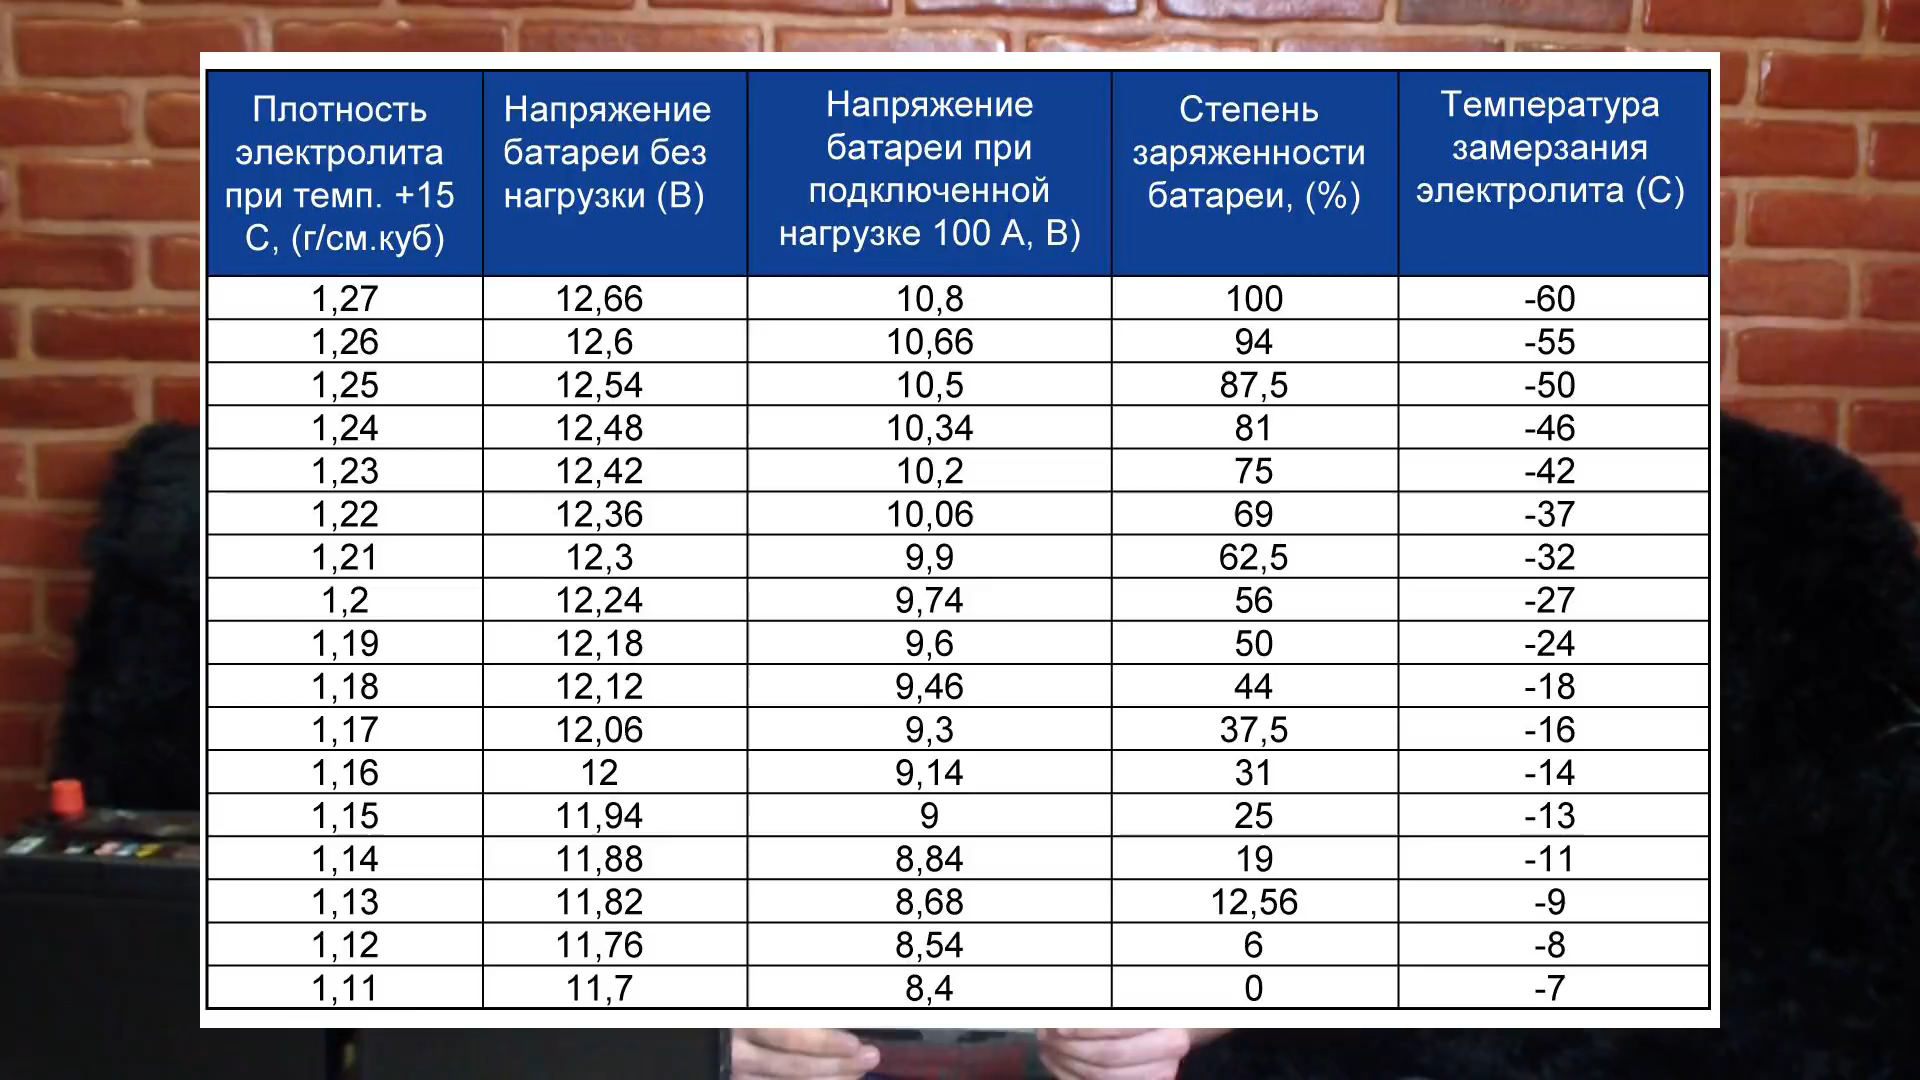 Плотность
электролита
при темп. +15
С, (г/см.куб)
Напряжение
батареи без
нагрузки (В)
Напряжение
батареи при
подключенной
нагрузке 100 А, В)
Степень
заряженности
батареи, (%)
Температура
замерзания
электролита (С)
1,27 12,66 10,8 100 -60
1,26 12,6 10,66 94 -55
1,25 12,54 10,5 87,5 -50
1,24 12,48 10,34 81 -46
1,23 12,42 10,2 75 -42
1,22 12,36 10,06 69 -37
1,21 12,3 9,9 62,5 -32
1,2 12,24 9,74 56 -27
1,19 12,18 9,6 50 -24
1,18 12,12 9,46 44 -18
1,17 12,06 9,3 37,5 -16
1,16 12 9,14 31 -14
1,15 11,94 9 25 -13
1,14 11,88 8,84 19 -11
1,13 11,82 8,68 12,56 -9
1,12 11,76 8,54 6 -8
1,11 11,7 8,4 0 -7